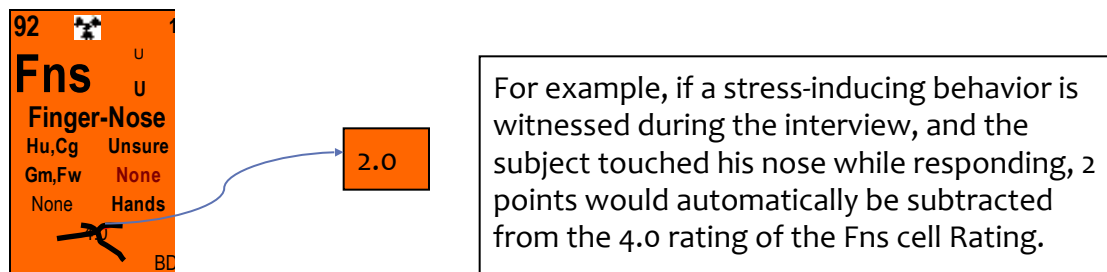 92 1
U
Fns U
Finger-Nose
Hu,Cg Unsure
Gm,Fw None
None Hands
BD
2.0
For example, if a stress-inducing behavior is
witnessed during the interview, and the
subject touched his nose while responding, 2
points would automatically be subtracted
from the 4.0 rating of the Fns cell Rating.